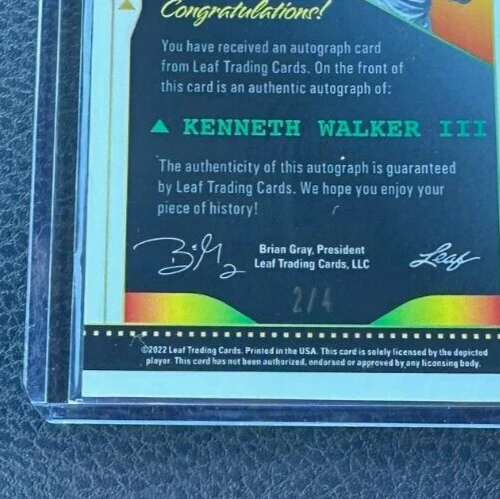 Congratulations!
You have received an autograph card
from Leaf Trading Cards. On the front of
this card is an authentic autograph of:
▲ KENNETH WALKER III
The authenticity of this autograph is guaranteed
by Leaf Trading Cards. We hope you enjoy your
piece of history!
Brian Gray, President
Leaf Trading Cards, LLC
Leaf
2/4
©2022 Leaf Trading Cards. Printed in the USA. This card is solely licensed by the depicted
player. This card has not been authorized, endorsed or approved by any licensing body.